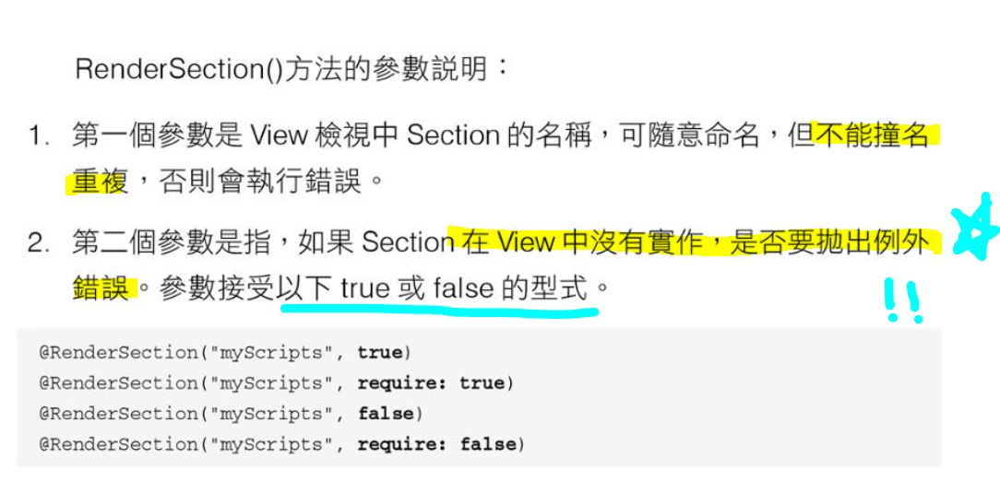 RenderSection()方法的參數說明：
1. 第一個參數是 View 檢視中 Section 的名稱，可隨意命名，但不能撞名
重複，否則會執行錯誤。
2. 第二個參數是指，如果 Section 在 View 中沒有實作，是否要拋出例外
錯誤。參數接受以下 true 或 false 的型式。
!!
@RenderSection("myScripts", true)
@RenderSection("myScripts", require: true)
@RenderSection("myScripts", false)
@RenderSection("myScripts", require: false)